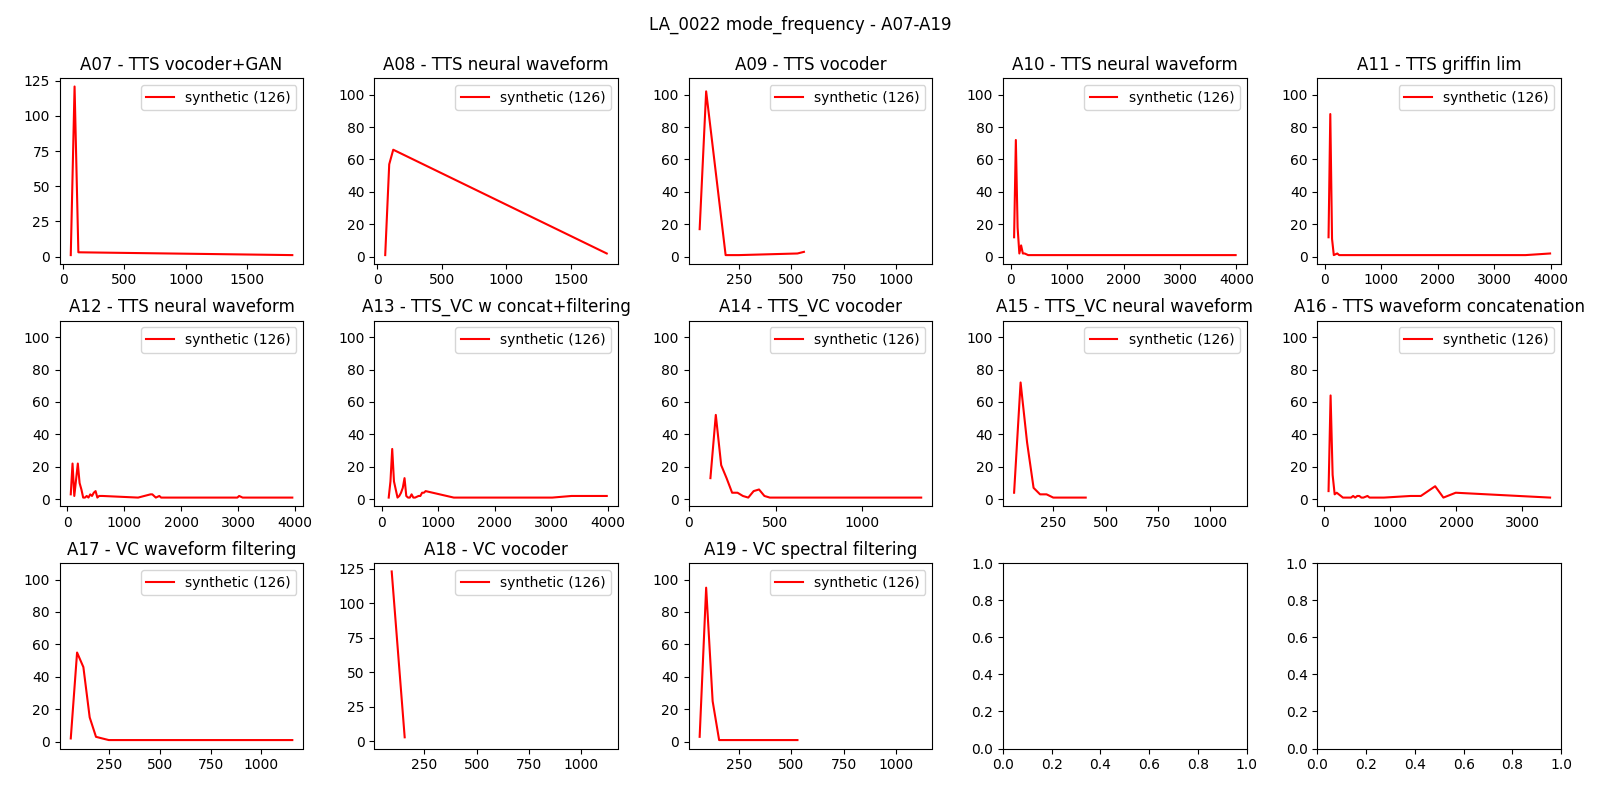 LA_0022 mode_frequency - A07-A19
A07 - TTS vocoder+GAN
synthetic (126)
125
100
75
50
25
0
0 500 1000 1500
A08 - TTS neural waveform
synthetic (126)
100
80
60
40
20
0
0 500 1000 1500
A09 - TTS vocoder
synthetic (126)
100
80
60
40
20
0
250 500 750 1000
A10 - TTS neural waveform
synthetic (126)
100
80
60
40
20
0
0 1000 2000 3000 4000
A11 - TTS griffin lim
synthetic (126)
100
80
60
40
20
0
0 1000 2000 3000 4000
A12 - TTS neural waveform
synthetic (126)
100
80
60
40
20
0
0 1000 2000 3000 4000
A13 - TTS_VC w concat+filtering
synthetic (126)
100
80
60
40
20
0
0 1000 2000 3000 4000
A14 - TTS_VC vocoder
synthetic (126)
100
80
60
40
20
0
0 500 1000
A15 - TTS_VC neural waveform
synthetic (126)
100
80
60
40
20
0
250 500 750 1000
A16 - TTS waveform concatenation
synthetic (126)
100
80
60
40
20
0
0 1000 2000 3000
A17 - VC waveform filtering
synthetic (126)
100
80
60
40
20
0
250 500 750 1000
A18 - VC vocoder
synthetic (126)
125
100
75
50
25
0
250 500 750 1000
A19 - VC spectral filtering
synthetic (126)
100
80
60
40
20
0
250 500 750 1000
1.0
0.8
0.6
0.4
0.2
0.0
0.0 0.2 0.4 0.6 0.8 1.0
1.0
0.8
0.6
0.4
0.2
0.0
0.0 0.2 0.4 0.6 0.8 1.0